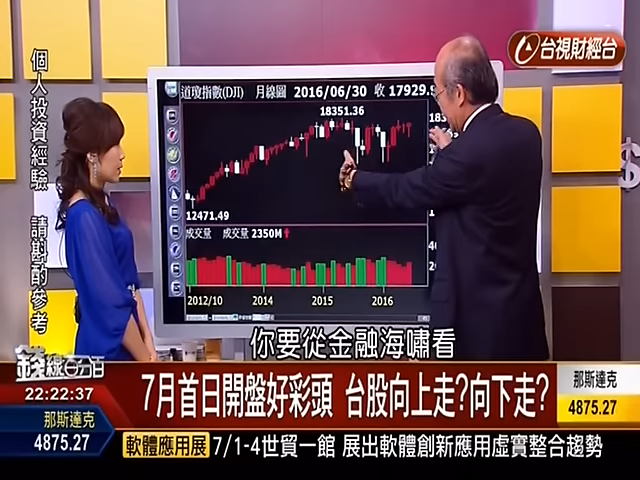 台視財經台
個人投資經驗 請斟酌參考
道瓊指數(DJI) 月線圖 2016/06/30 收 17929.9
18351.36
12471.49
成交量 成交量 2350M
2012/10 2014 2015 2016
你要從金融海嘯看
錢線百分百
22:22:37
7月首日開盤好彩頭 台股向上走?向下走?
那斯達克
4875.27
那斯達克
4875.27
軟體應用展 7/1-4世貿一館 展出軟體創新應用虛實整合趨勢